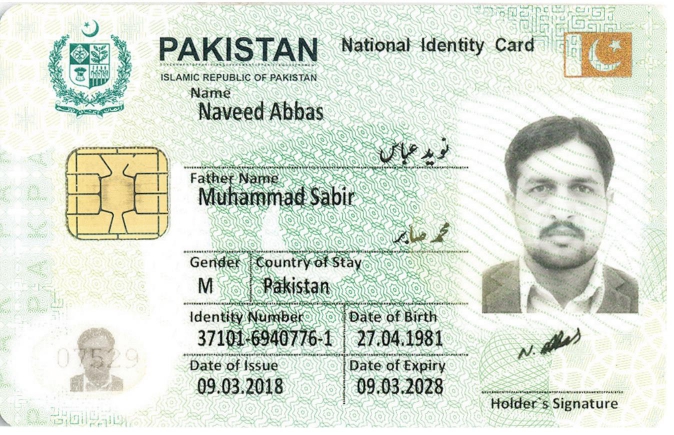 PAKISTAN National Identity Card
ISLAMIC REPUBLIC OF PAKISTAN
Name
Naveed Abbas
نوید عباس
Father Name
Muhammad Sabir
محمد صابر
Gender Country of Stay
M Pakistan
Identity Number Date of Birth
37101-6940776-1 27.04.1981
Date of Issue Date of Expiry
09.03.2018 09.03.2028
07529
N. Abbas
Holder`s Signature